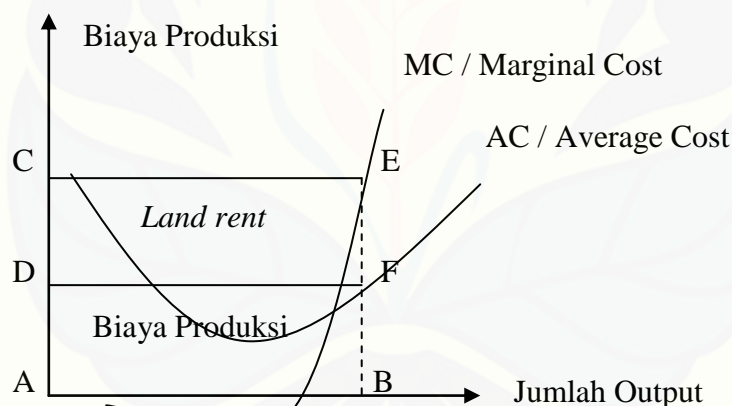 Biaya Produksi
MC / Marginal Cost
AC / Average Cost
C
E
Land rent
D
F
Biaya Produksi
A
B
Jumlah Output